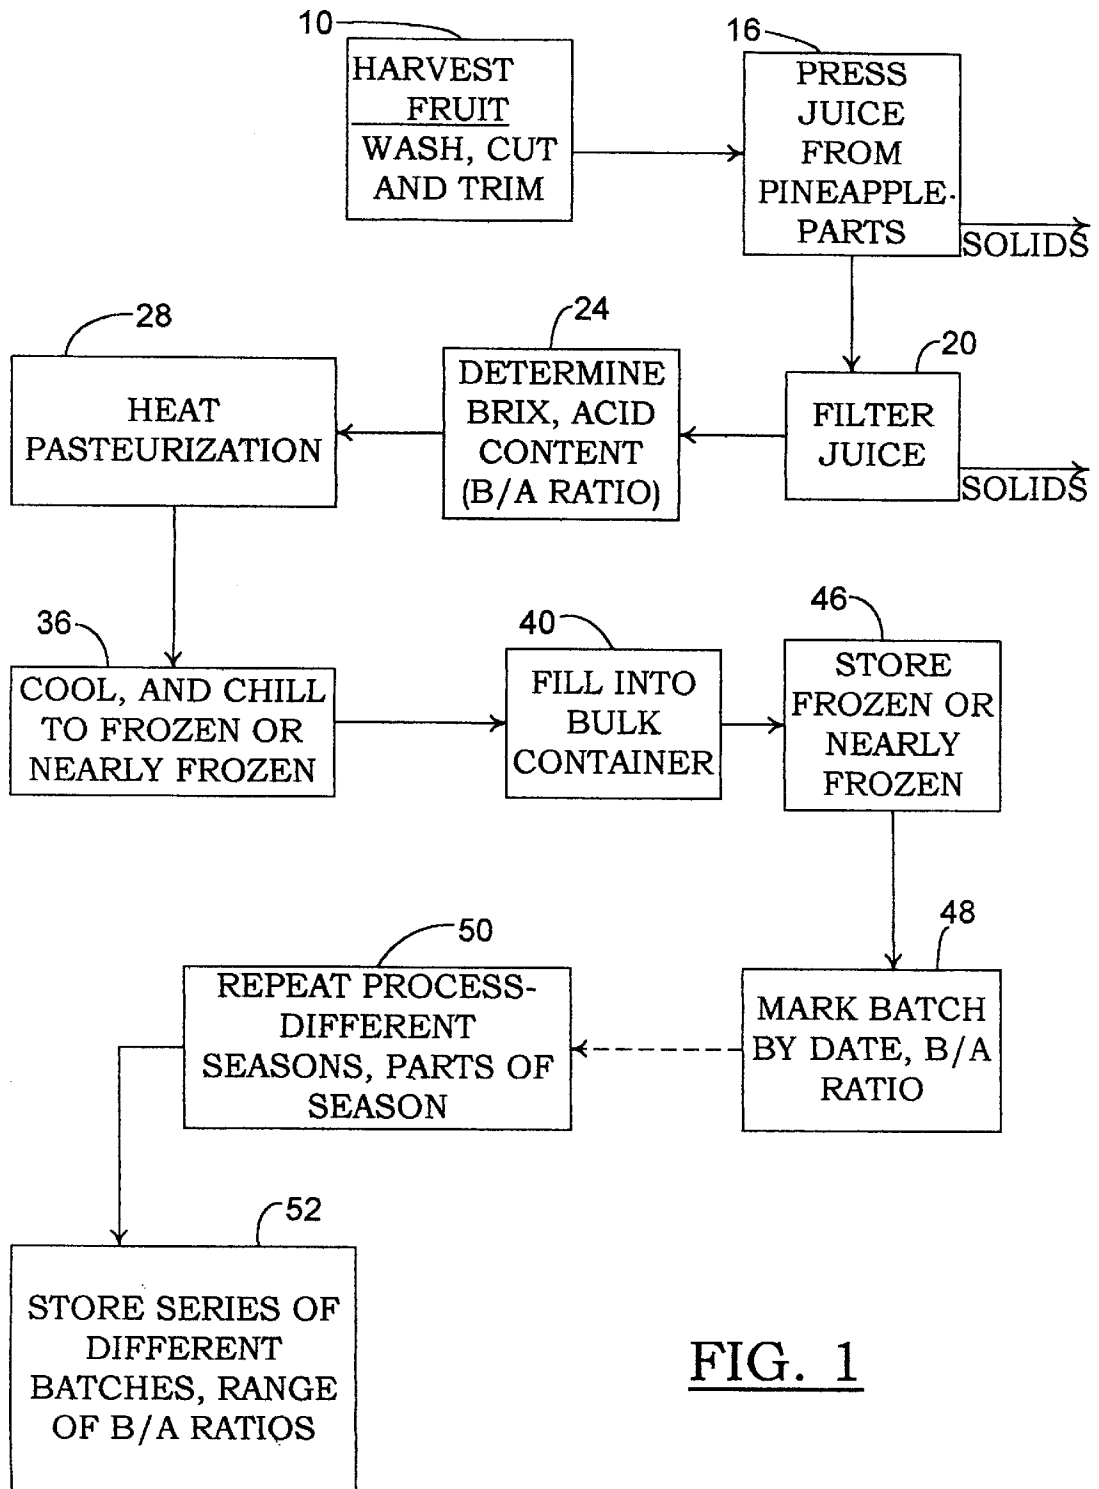 10
HARVEST
FRUIT
WASH, CUT
AND TRIM
16
PRESS
JUICE
FROM
PINEAPPLE-
PARTS
SOLIDS
20
FILTER
JUICE
SOLIDS
24
DETERMINE
BRIX, ACID
CONTENT
(B/A RATIO)
28
HEAT
PASTEURIZATION
36
COOL, AND CHILL
TO FROZEN OR
NEARLY FROZEN
40
FILL INTO
BULK
CONTAINER
46
STORE
FROZEN OR
NEARLY
FROZEN
48
MARK BATCH
BY DATE, B/A
RATIO
50
REPEAT PROCESS-
DIFFERENT
SEASONS, PARTS OF
SEASON
52
STORE SERIES OF
DIFFERENT
BATCHES, RANGE
OF B/A RATIOS
FIG. 1